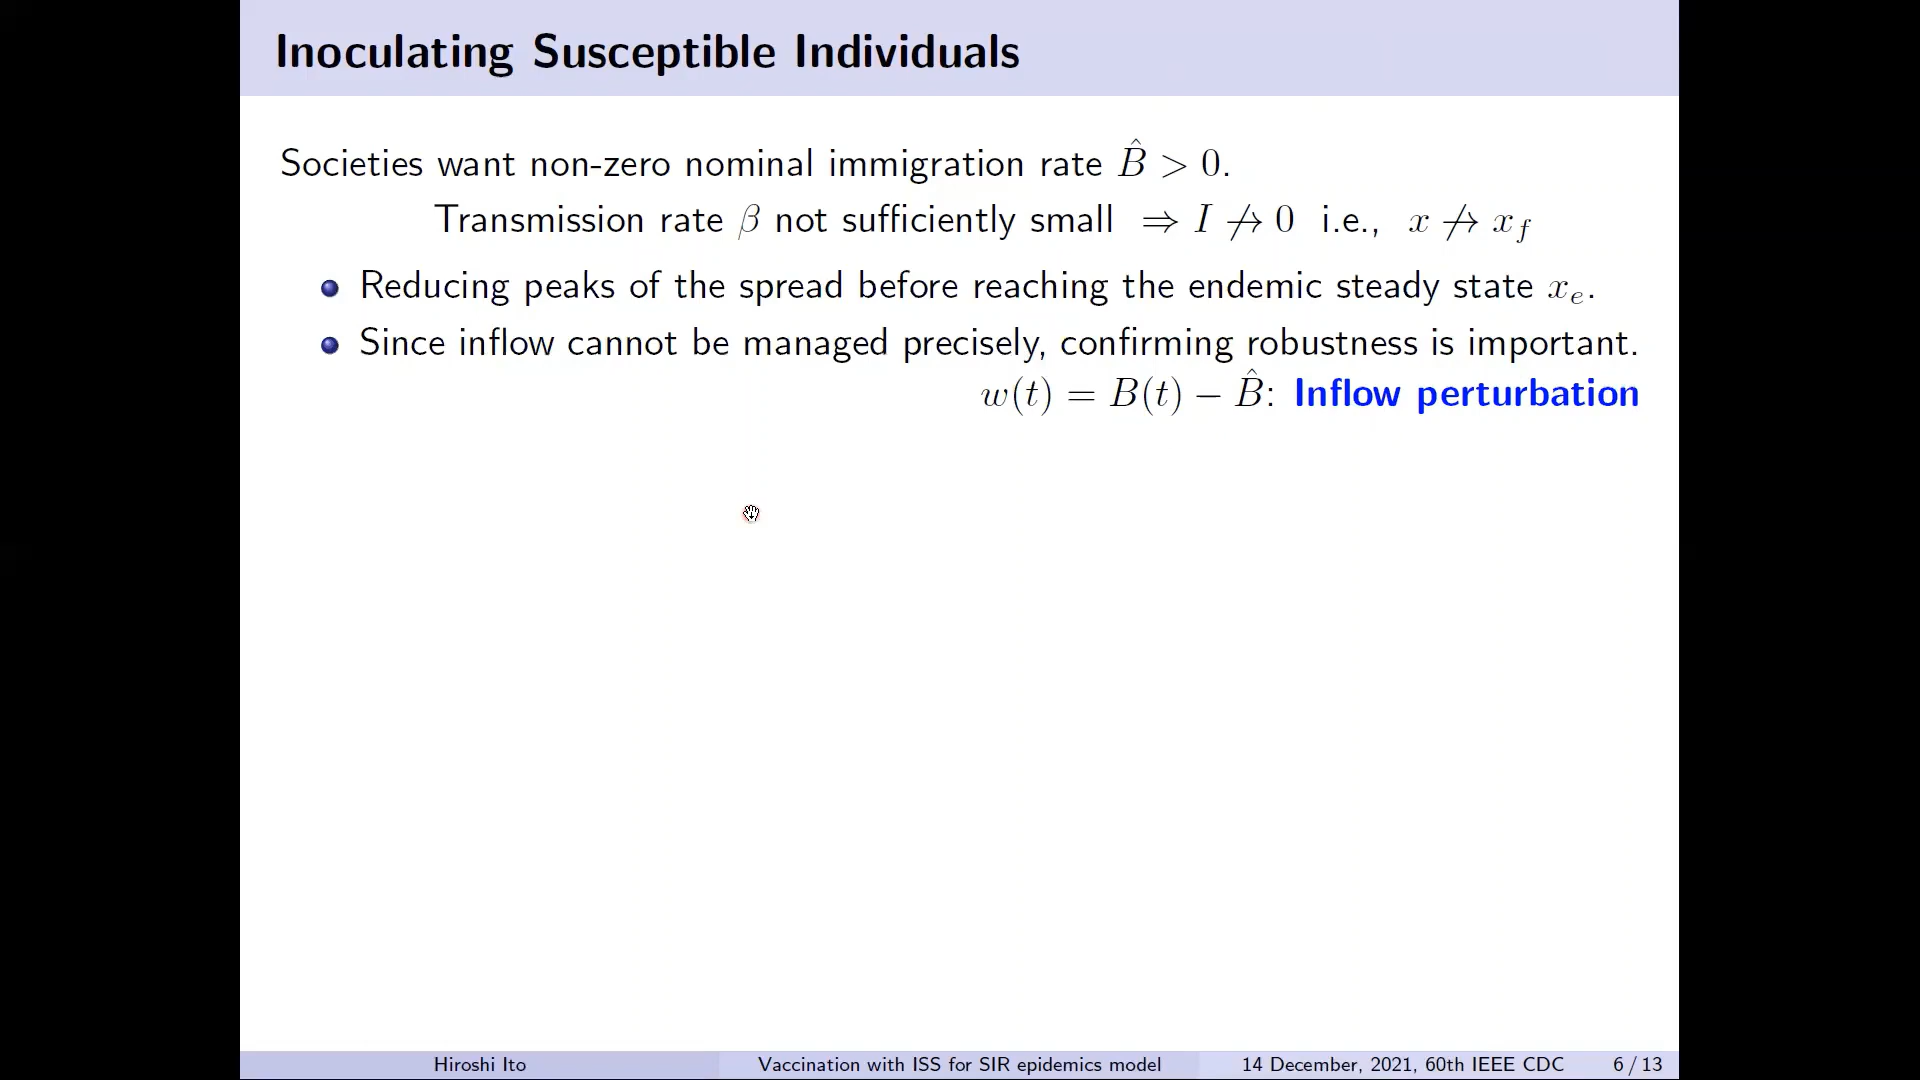 Inoculating Susceptible Individuals
Societies want non-zero nominal immigration rate B̂ > 0.
Transmission rate β not sufficiently small ⇒ I ↛ 0 i.e., x ↛ x_f
Reducing peaks of the spread before reaching the endemic steady state x_e.
Since inflow cannot be managed precisely, confirming robustness is important.
w(t) = B(t) − B̂: Inflow perturbation
Hiroshi Ito Vaccination with ISS for SIR epidemics model 14 December, 2021, 60th IEEE CDC 6 / 13